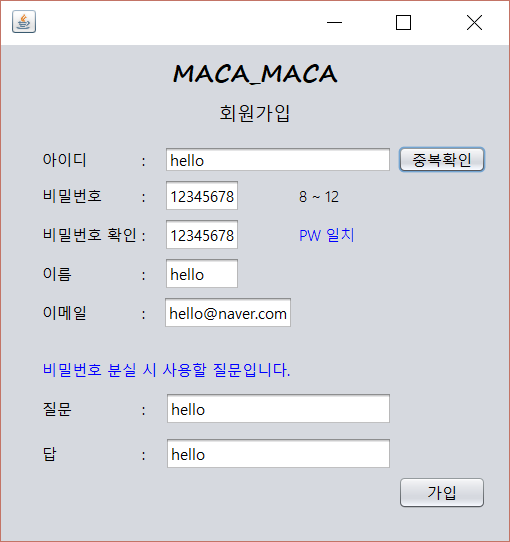 MACA_MACA
회원가입
아이디 : hello 중복확인
비밀번호 : 12345678 8 ~ 12
비밀번호 확인 : 12345678 PW 일치
이름 : hello
이메일 : hello@naver.com
비밀번호 분실 시 사용할 질문입니다.
질문 : hello
답 : hello
가입